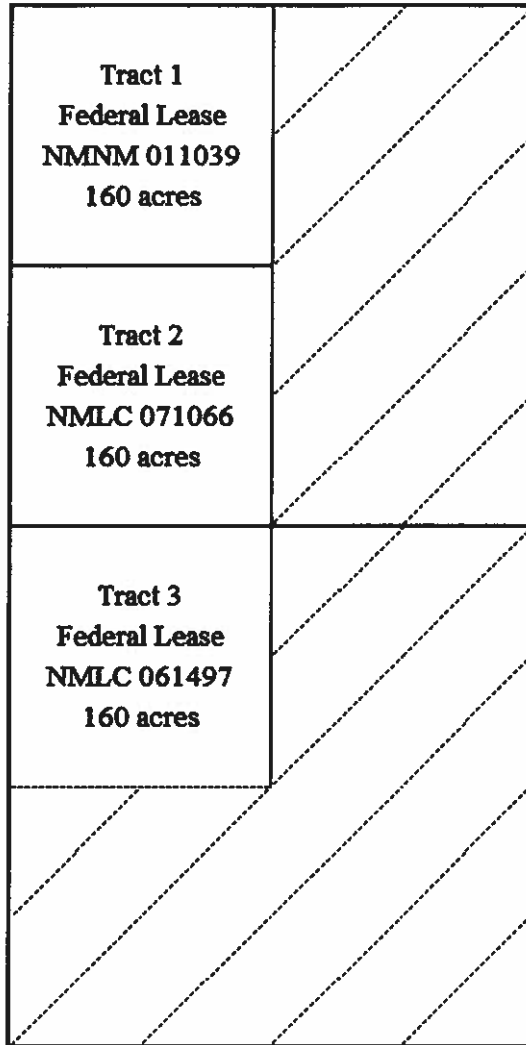 Tract 1
Federal Lease
NMNM 011039
160 acres
Tract 2
Federal Lease
NMLC 071066
160 acres
Tract 3
Federal Lease
NMLC 061497
160 acres